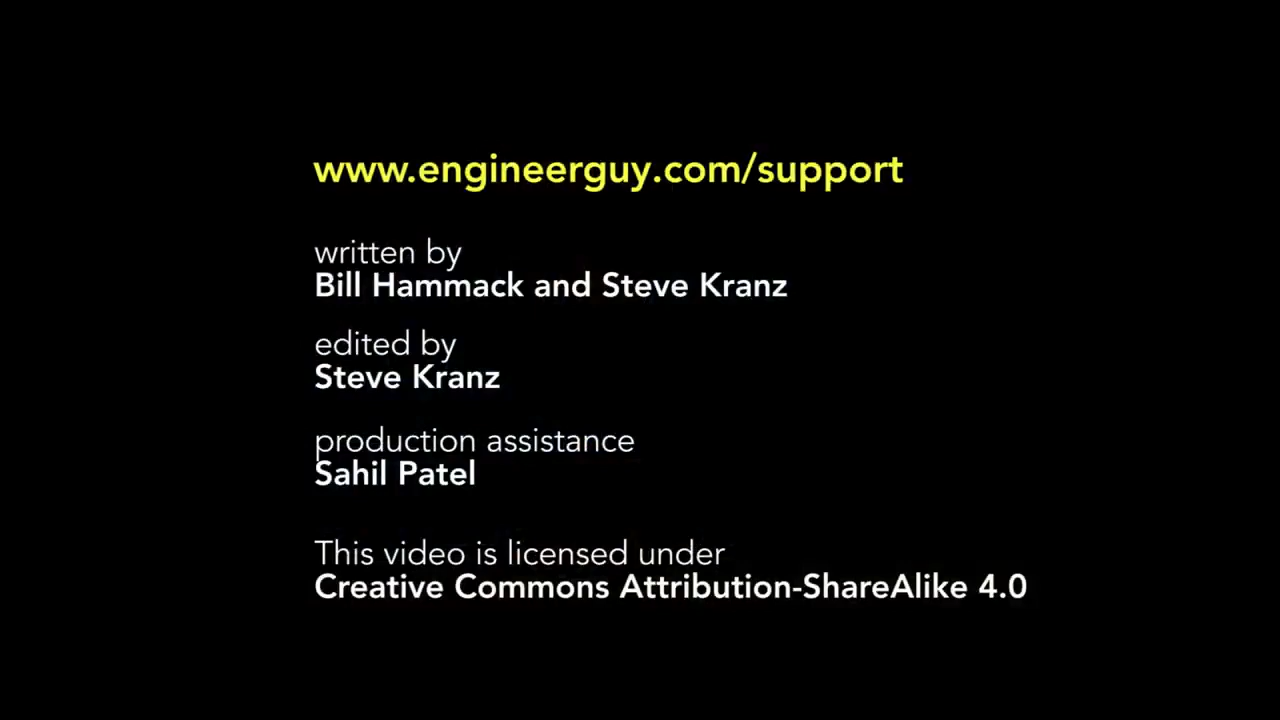 www.engineerguy.com/support
written by
Bill Hammack and Steve Kranz
edited by
Steve Kranz
production assistance
Sahil Patel
This video is licensed under
Creative Commons Attribution-ShareAlike 4.0